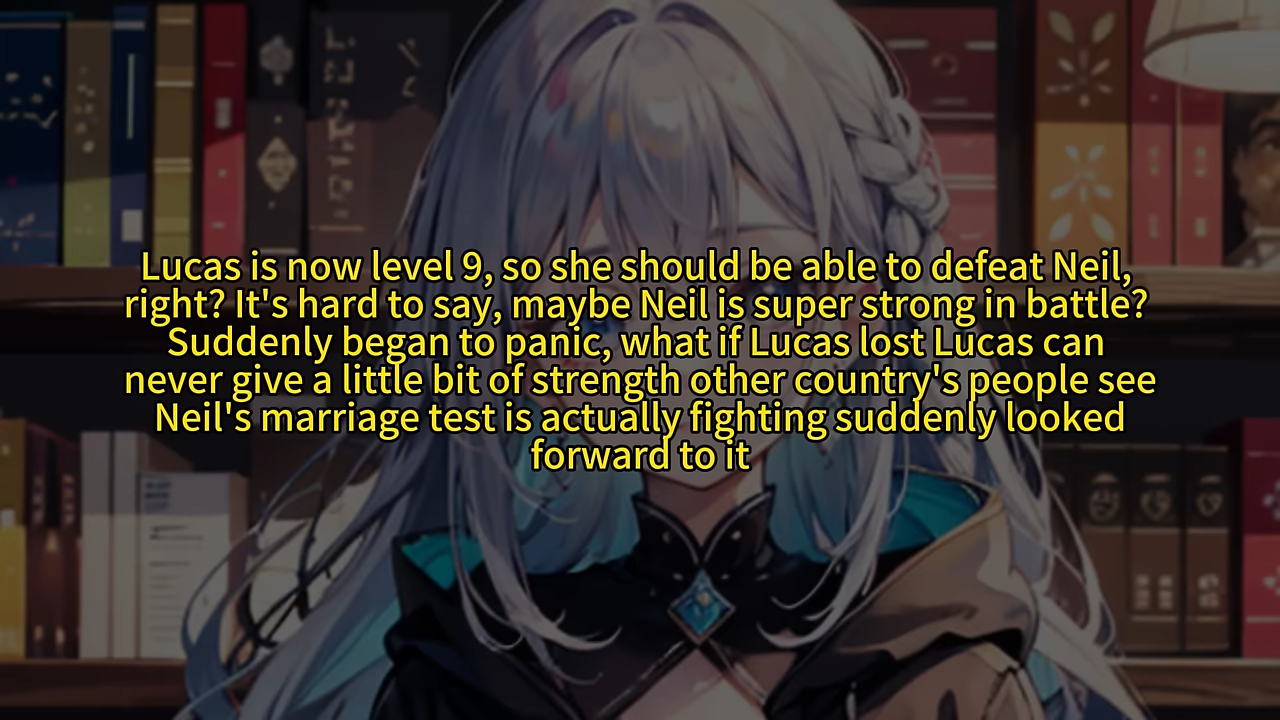 Lucas is now level 9, so she should be able to defeat Neil,
right? It's hard to say, maybe Neil is super strong in battle?
Suddenly began to panic, what if Lucas lost Lucas can
never give a little bit of strength other country's people see
Neil's marriage test is actually fighting suddenly looked
forward to it